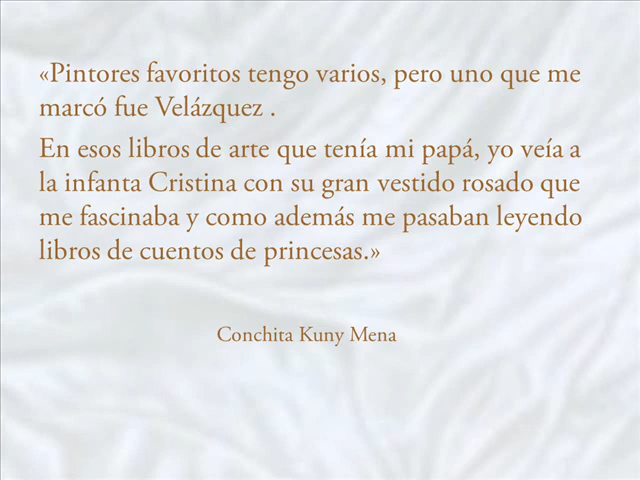 «Pintores favoritos tengo varios, pero uno que me
marcó fue Velázquez .
En esos libros de arte que tenía mi papá, yo veía a
la infanta Cristina con su gran vestido rosado que
me fascinaba y como además me pasaban leyendo
libros de cuentos de princesas.»
Conchita Kuny Mena